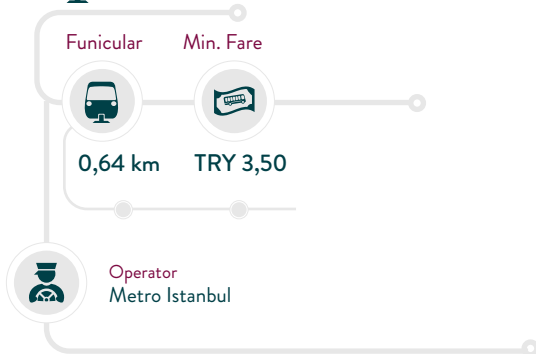 Funicular Min. Fare
0,64 km TRY 3,50
Operator
Metro Istanbul